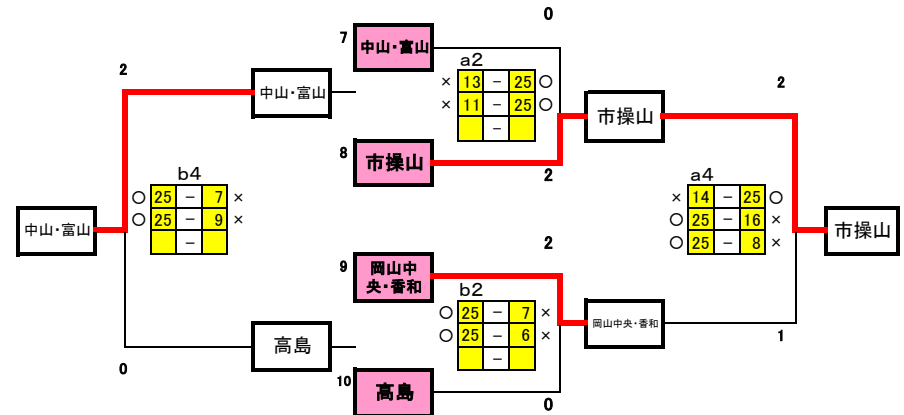 0
7
中山・富山
a2
2
2
中山・富山
× 13 － 25 ○
× 11 － 25 ○
－
市操山
8
市操山
2
b4
○ 25 － 7 ×
○ 25 － 9 ×
－
a4
× 14 － 25 ○
○ 25 － 16 ×
○ 25 － 8 ×
中山・富山
市操山
2
9
岡山中
央・香和
b2
○ 25 － 7 ×
○ 25 － 6 ×
－
岡山中央・香和
高島
1
0
10
高島
0